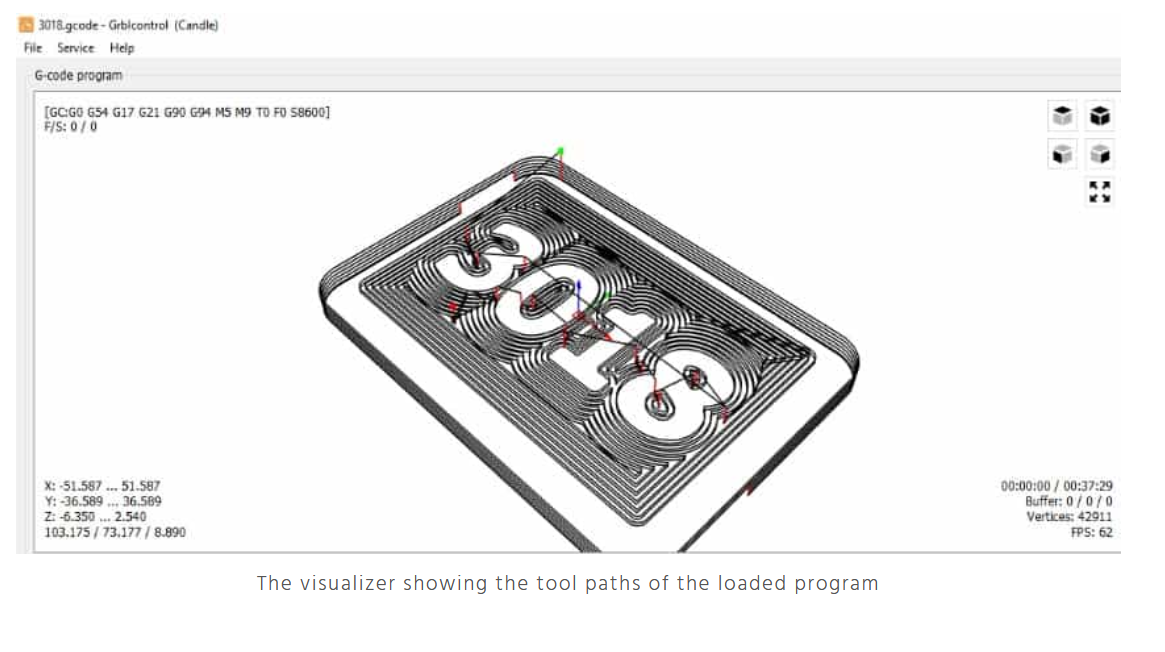 3018.gcode - Grblcontrol (Candle)
File Service Help
G-code program
[GC:G0 G54 G17 G21 G90 G94 M5 M9 T0 F0 S8600]
F/S: 0 / 0
X: -51.587 ... 51.587
Y: -36.589 ... 36.589
Z: -6.350 ... 2.540
103.175 / 73.177 / 8.890
00:00:00 / 00:37:29
Buffer: 0 / 0 / 0
Vertices: 42911
FPS: 62
3018
The visualizer showing the tool paths of the loaded program